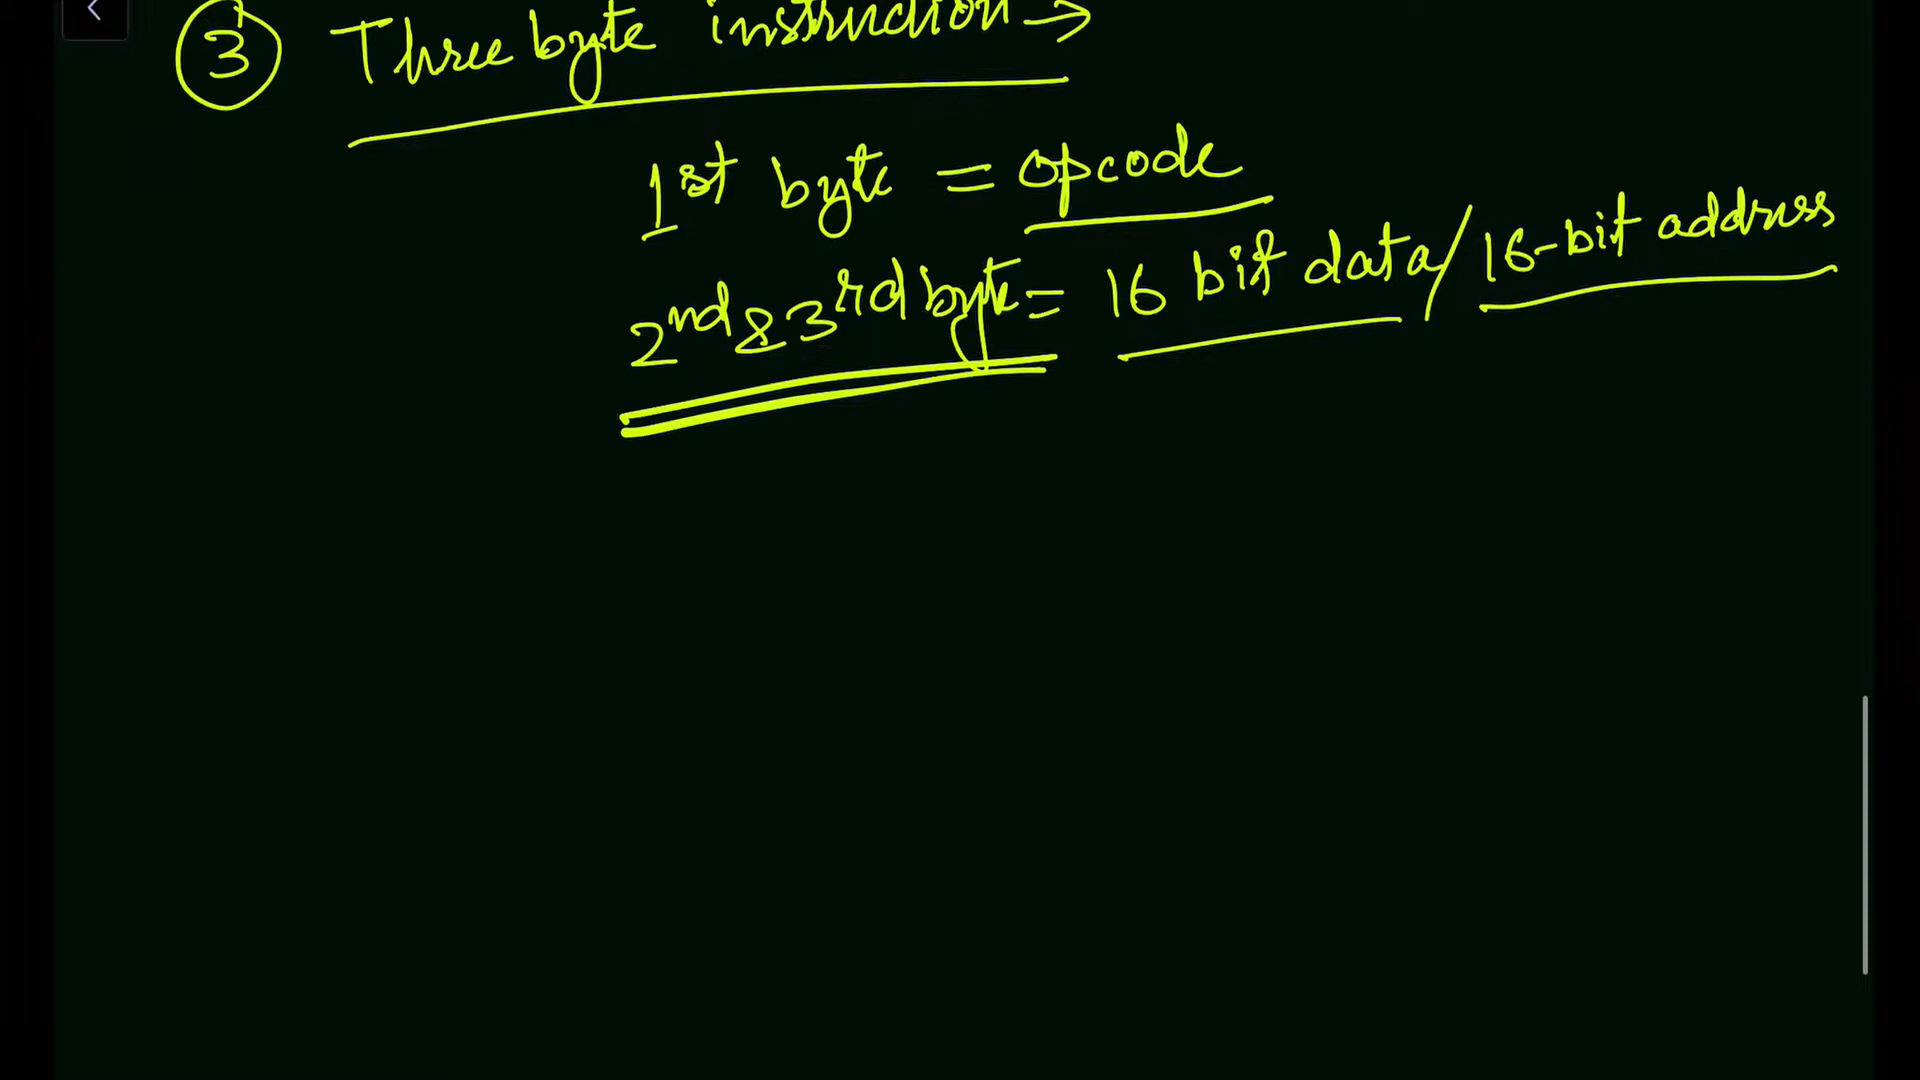 3 Three byte instruction →
1st byte = opcode
2nd & 3rd byte = 16 bit data / 16-bit address